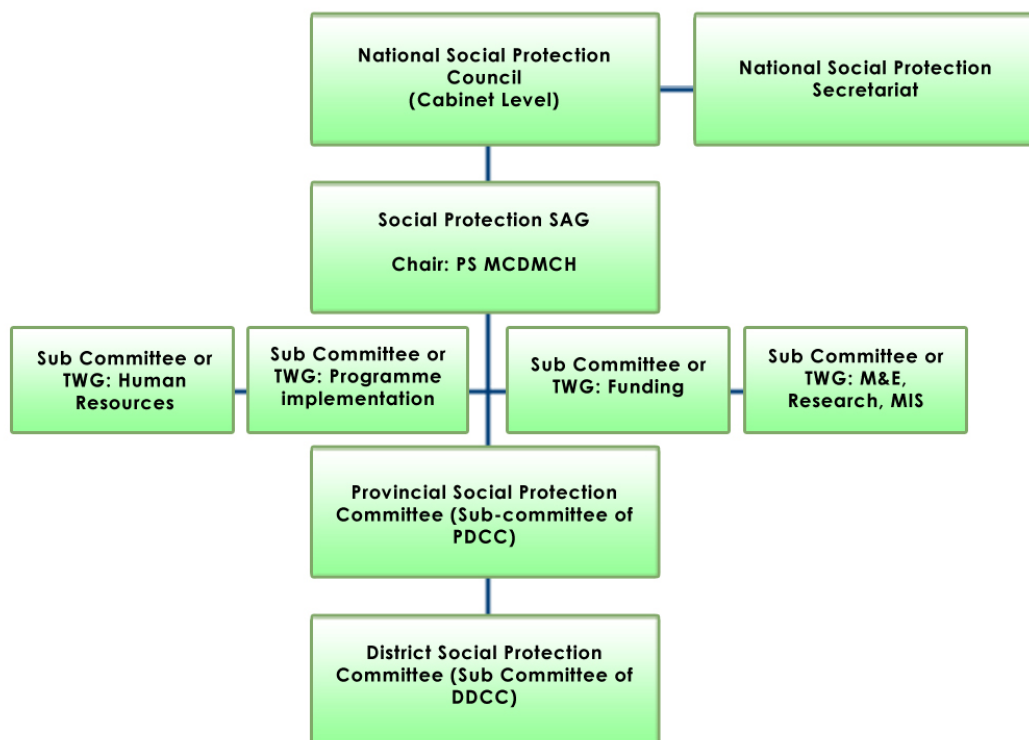 National Social Protection
Council
(Cabinet Level)
National Social Protection
Secretariat
Social Protection SAG
Chair: PS MCDMCH
Sub Committee or
TWG: Human
Resources
Sub Committee or
TWG: Programme
implementation
Sub Committee or
TWG: Funding
Sub Committee or
TWG: M&E,
Research, MIS
Provincial Social Protection
Committee (Sub-committee of
PDCC)
District Social Protection
Committee (Sub Committee of
DDCC)